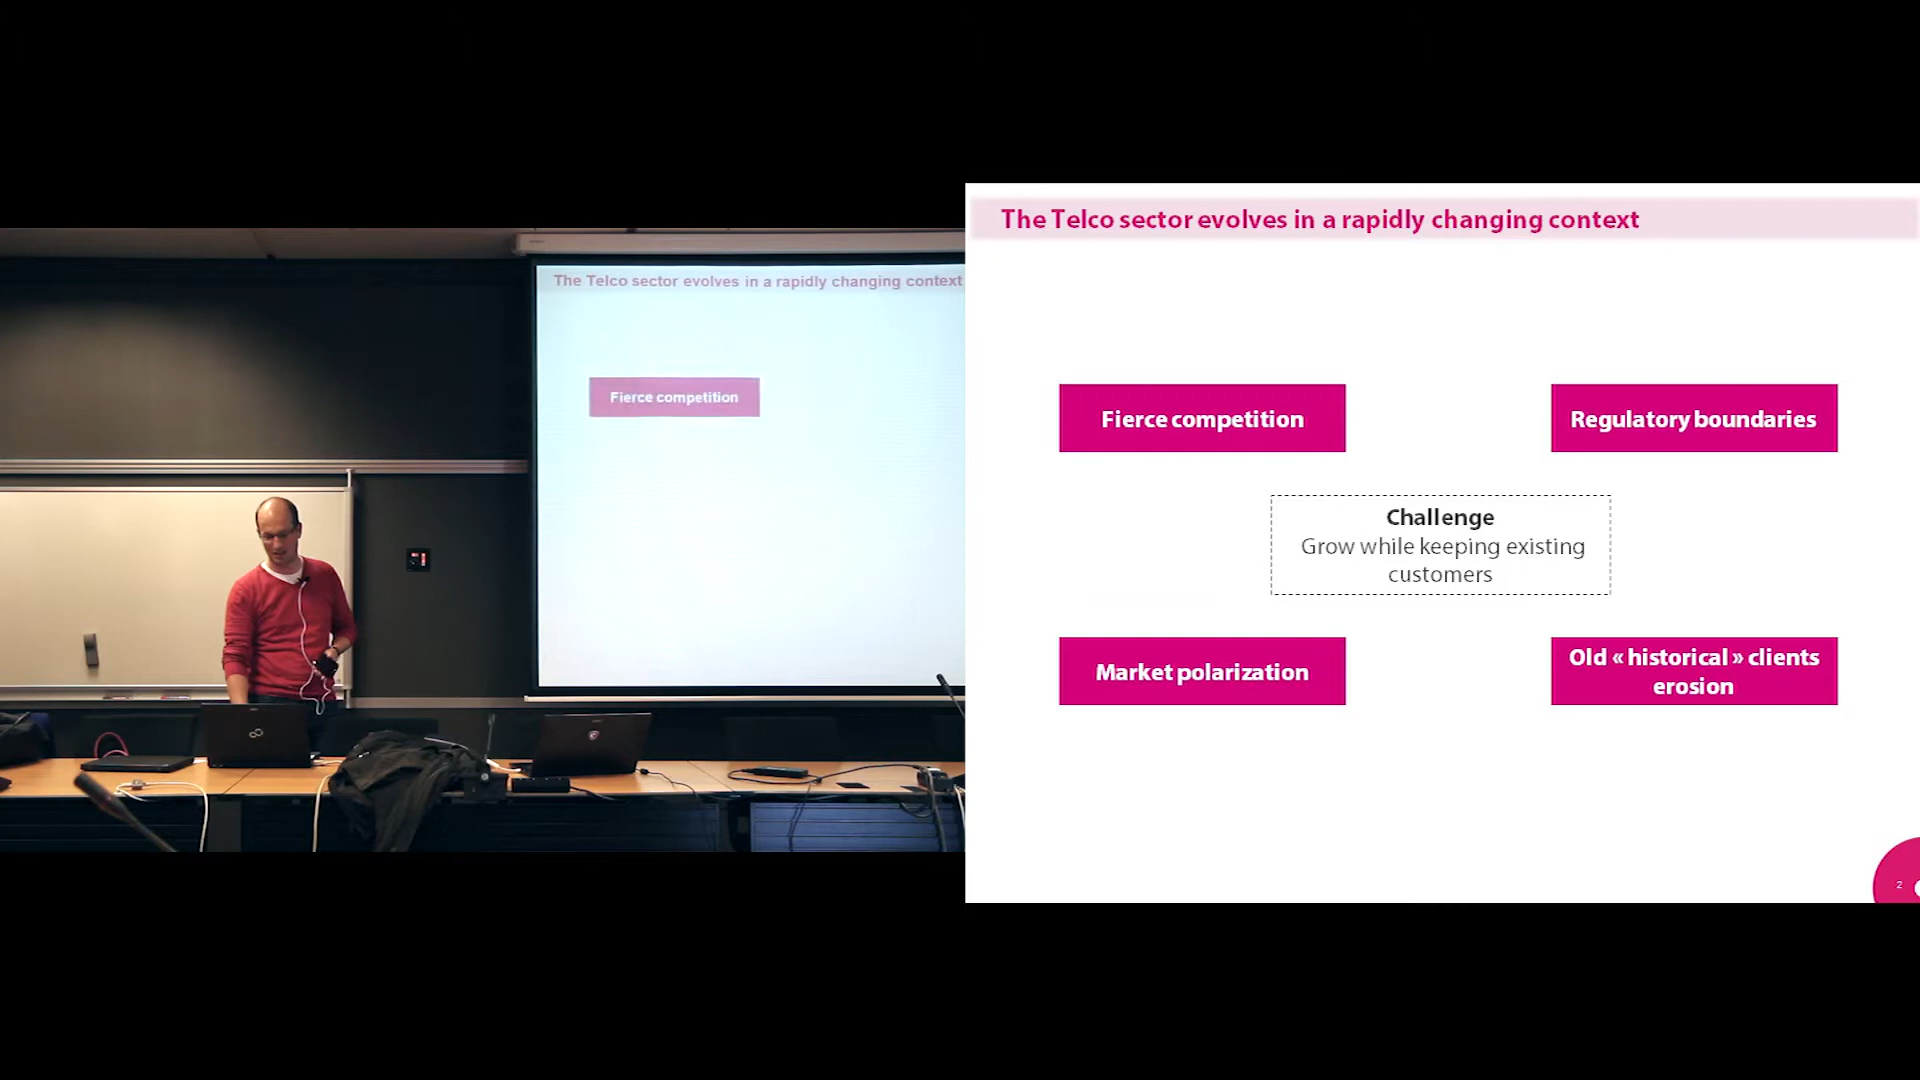 The Telco sector evolves in a rapidly changing context
Fierce competition
The Telco sector evolves in a rapidly changing context
Fierce competition
Regulatory boundaries
Challenge
Grow while keeping existing
customers
Market polarization
Old « historical » clients
erosion
2